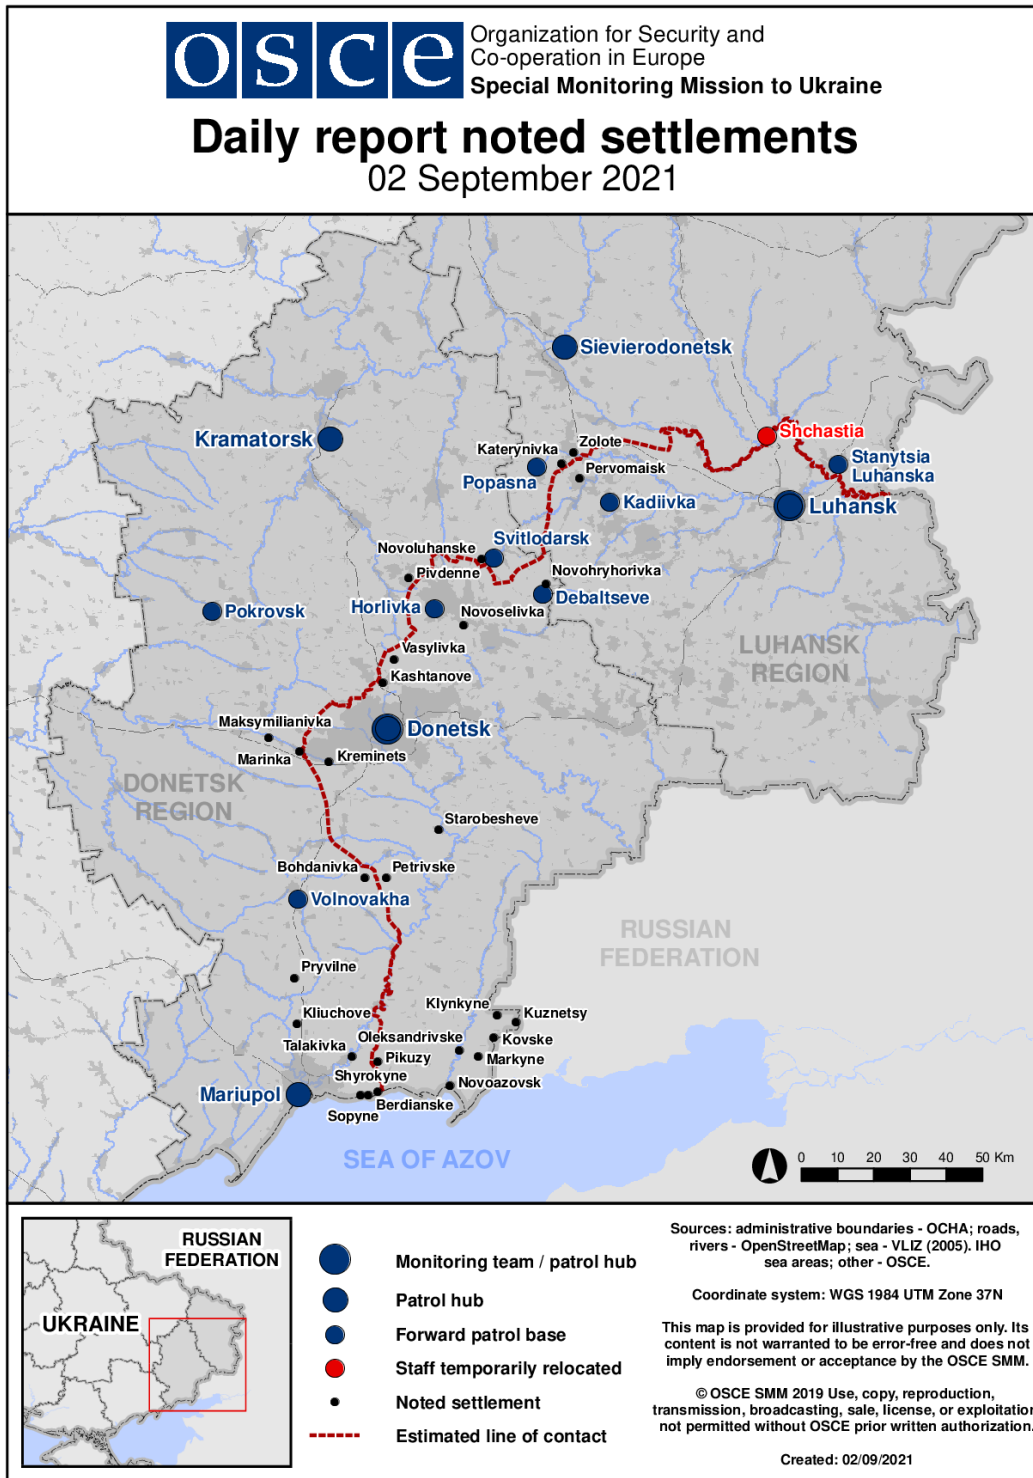 osce
Organization for Security and
Co-operation in Europe
Special Monitoring Mission to Ukraine
Daily report noted settlements
02 September 2021
Sievierodonetsk
Kramatorsk
Shchastia
Zolote
Katerynivka
Stanytsia
Luhanska
Pervomaisk
Popasna
Kadiivka
Luhansk
Svitlodarsk
Novoluhanske
Pivdenne
Novohryhorivka
Debaltseve
Horlivka
Pokrovsk
Novoselivka
LUHANSK
REGION
Vasylivka
Kashtanove
Maksymilianivka
Donetsk
Marinka
Kreminets
DONETSK
REGION
Starobesheve
Bohdanivka
Petrivske
Volnovakha
RUSSIAN
FEDERATION
Pryvilne
Klynkyne
Kuznetsy
Kliuchove
Oleksandrivske
Kovske
Talakivka
Pikuzy
Markyne
Shyrokyne
Novoazovsk
Mariupol
Berdianske
Sopyne
SEA OF AZOV
0 10 20 30 40 50 Km
RUSSIAN
FEDERATION
UKRAINE
Monitoring team / patrol hub
Patrol hub
Forward patrol base
Staff temporarily relocated
Noted settlement
Estimated line of contact
Sources: administrative boundaries - OCHA; roads,
rivers - OpenStreetMap; sea - VLIZ (2005). IHO
sea areas; other - OSCE.
Coordinate system: WGS 1984 UTM Zone 37N
This map is provided for illustrative purposes only. Its
content is not warranted to be error-free and does not
imply endorsement or acceptance by the OSCE SMM.
© OSCE SMM 2019 Use, copy, reproduction,
transmission, broadcasting, sale, license, or exploitation
not permitted without OSCE prior written authorization.
Created: 02/09/2021